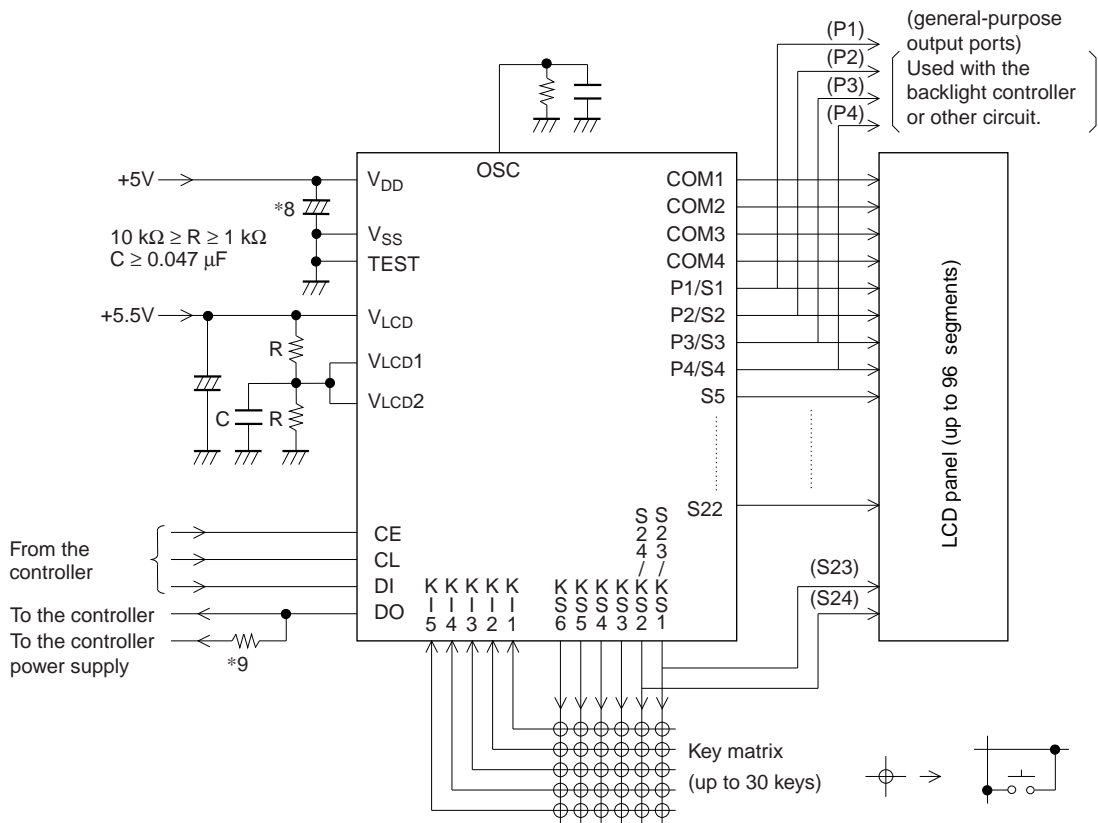 (P1)
(P2)
(P3)
(P4)
(general-purpose
output ports)
Used with the
backlight controller
or other circuit.
OSC
+5V
VDD
*8
VSS
TEST
10 kΩ ≥ R ≥ 1 kΩ
C ≥ 0.047 μF
+5.5V
VLCD
R
VLCD1
VLCD2
C
R
COM1
COM2
COM3
COM4
P1/S1
P2/S2
P3/S3
P4/S4
S5
S22
LCD panel (up to 96 segments)
From the
controller
CE
CL
DI
DO
To the controller
To the controller
power supply
*9
KI5
KI4
KI3
KI2
KI1
KS6
KS5
KS4
KS3
S24/KS2
S23/KS1
(S23)
(S24)
Key matrix
(up to 30 keys)